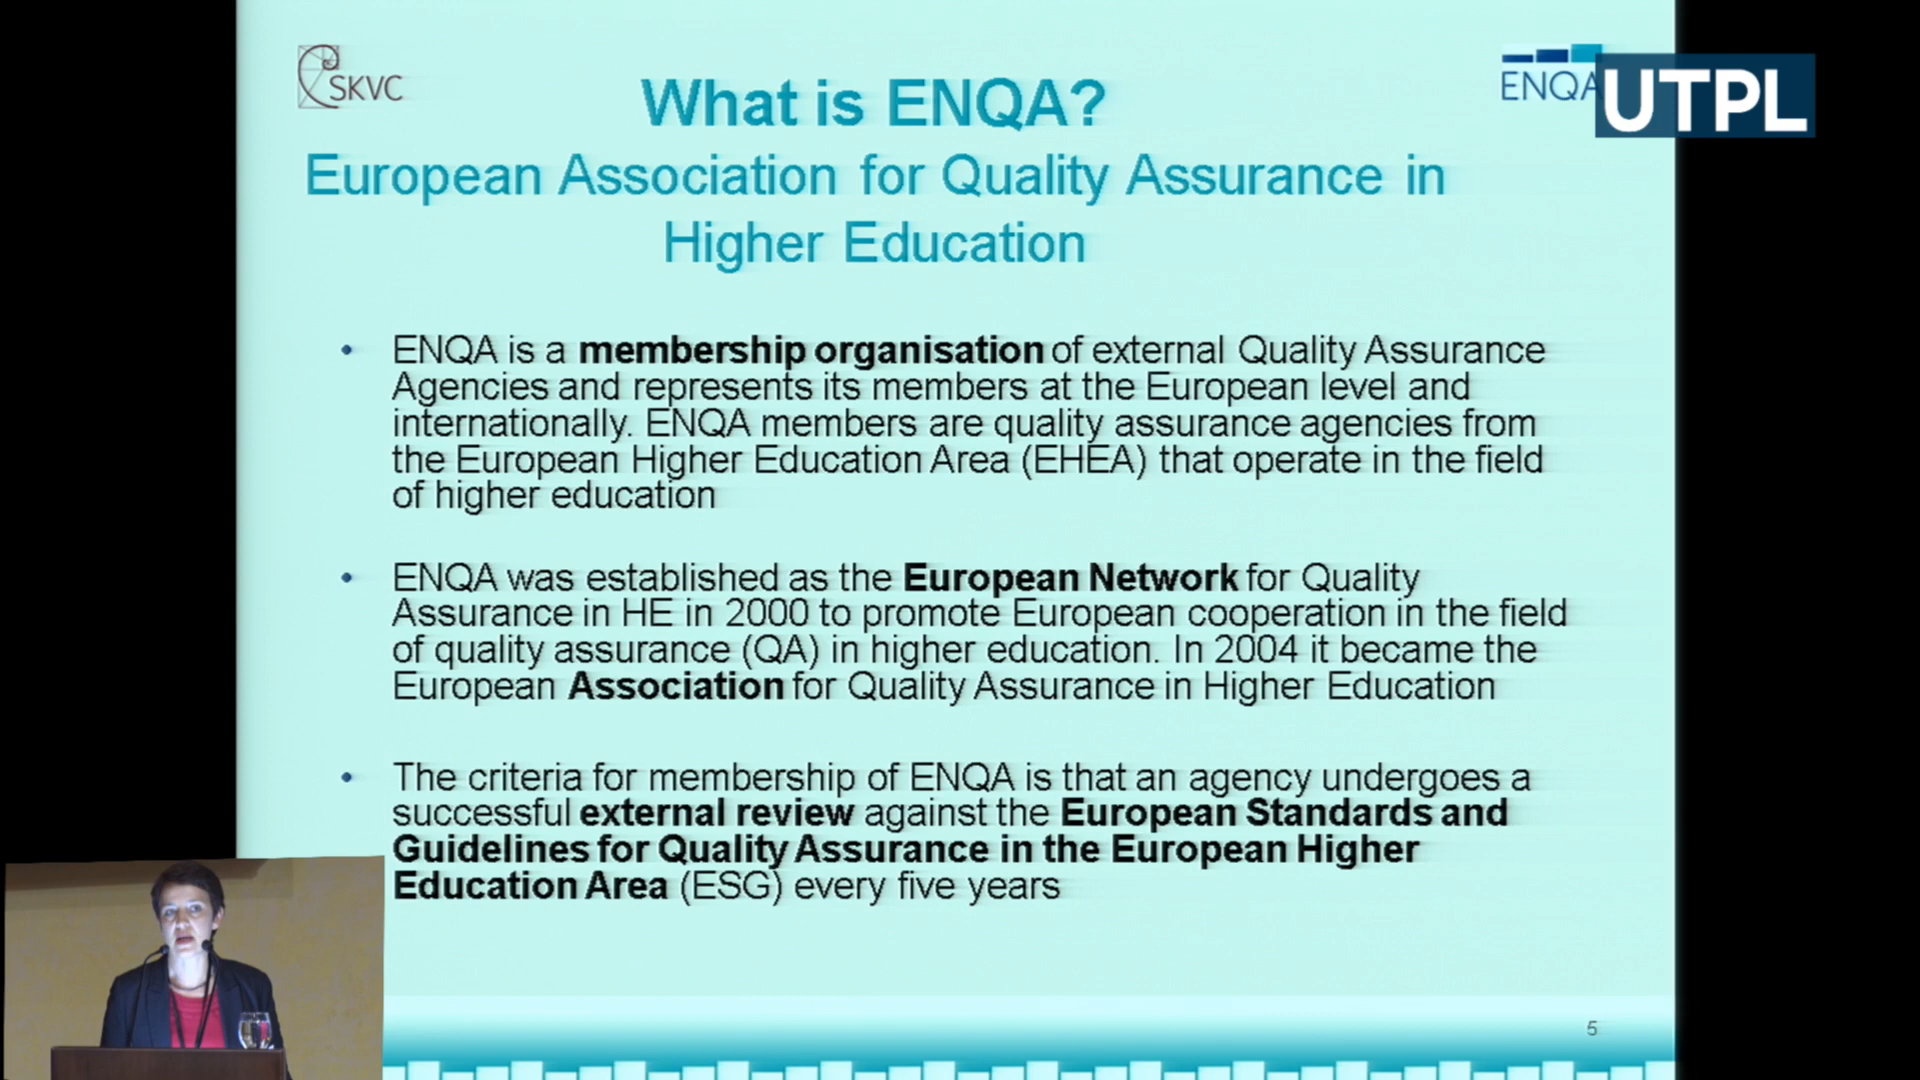 SKVC
ENQA
UTPL
What is ENQA?
European Association for Quality Assurance in
Higher Education
• ENQA is a membership organisation of external Quality Assurance
Agencies and represents its members at the European level and
internationally. ENQA members are quality assurance agencies from
the European Higher Education Area (EHEA) that operate in the field
of higher education
• ENQA was established as the European Network for Quality
Assurance in HE in 2000 to promote European cooperation in the field
of quality assurance (QA) in higher education. In 2004 it became the
European Association for Quality Assurance in Higher Education
• The criteria for membership of ENQA is that an agency undergoes a
successful external review against the European Standards and
Guidelines for Quality Assurance in the European Higher
Education Area (ESG) every five years
5